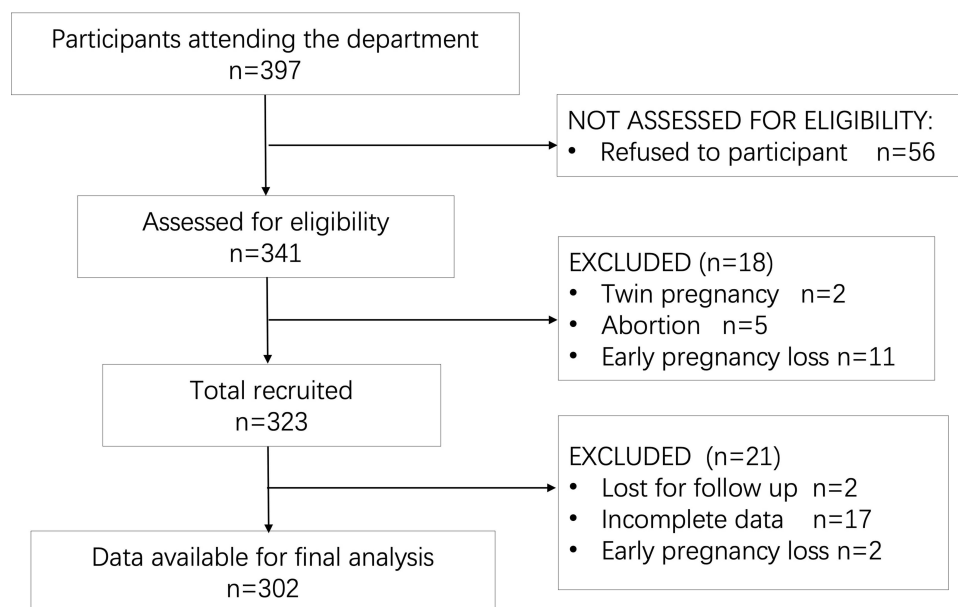 Participants attending the department
n=397
NOT ASSESSED FOR ELIGIBILITY:
• Refused to participant n=56
Assessed for eligibility
n=341
EXCLUDED (n=18)
• Twin pregnancy n=2
• Abortion n=5
• Early pregnancy loss n=11
Total recruited
n=323
EXCLUDED (n=21)
• Lost for follow up n=2
• Incomplete data n=17
• Early pregnancy loss n=2
Data available for final analysis
n=302